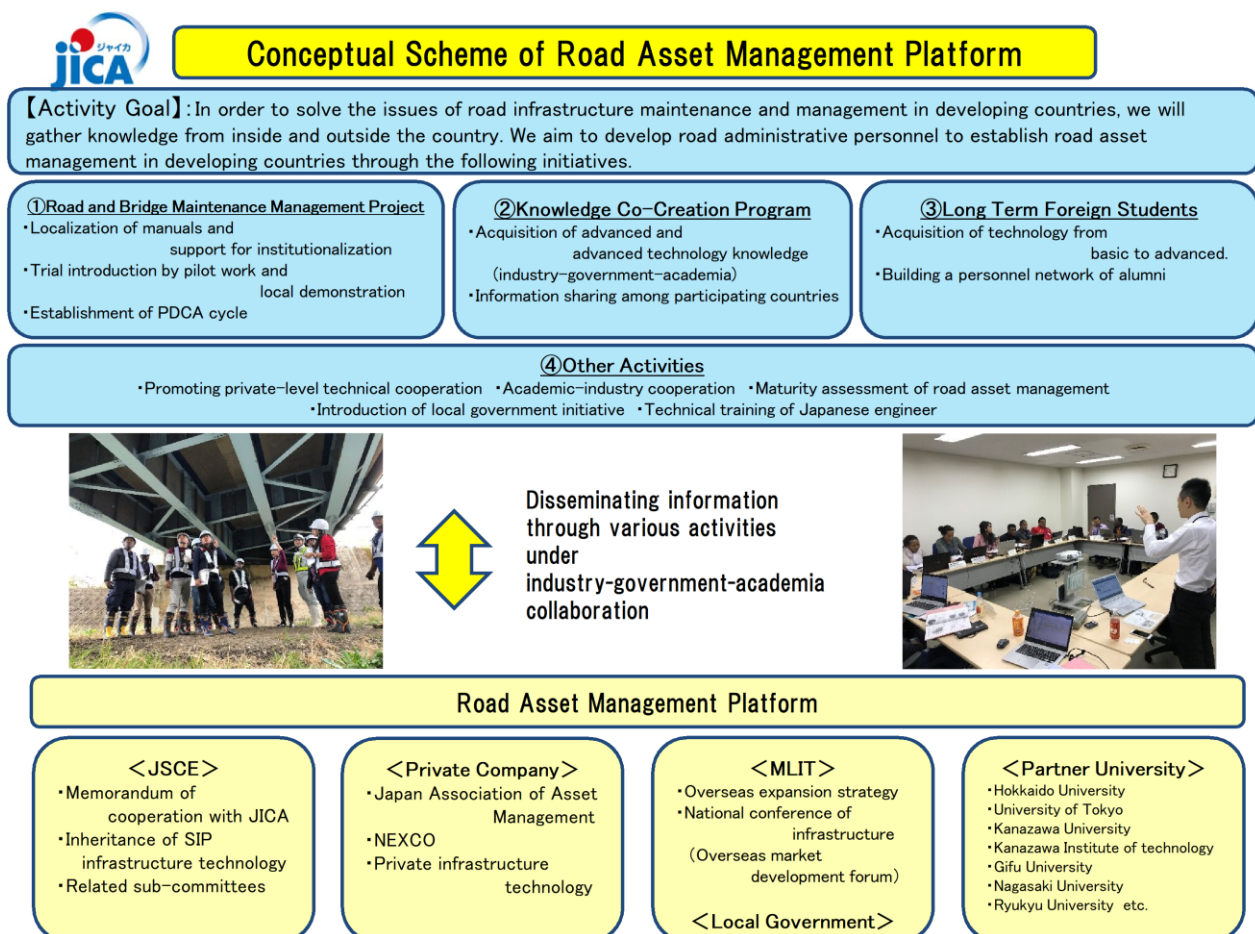 ジャイカ
JICA
Conceptual Scheme of Road Asset Management Platform
【Activity Goal】:In order to solve the issues of road infrastructure maintenance and management in developing countries, we will
gather knowledge from inside and outside the country. We aim to develop road administrative personnel to establish road asset
management in developing countries through the following initiatives.
①Road and Bridge Maintenance Management Project
・Localization of manuals and
support for institutionalization
・Trial introduction by pilot work and
local demonstration
・Establishment of PDCA cycle
②Knowledge Co-Creation Program
・Acquisition of advanced and
advanced technology knowledge
(industry-government-academia)
・Information sharing among participating countries
③Long Term Foreign Students
・Acquisition of technology from
basic to advanced.
・Building a personnel network of alumni
④Other Activities
・Promoting private-level technical cooperation ・Academic-industry cooperation ・Maturity assessment of road asset management
・Introduction of local government initiative ・Technical training of Japanese engineer
Disseminating information
through various activities
under
industry-government-academia
collaboration
Road Asset Management Platform
＜JSCE＞
・Memorandum of
cooperation with JICA
・Inheritance of SIP
infrastructure technology
・Related sub-committees
＜Private Company＞
・Japan Association of Asset
Management
・NEXCO
・Private infrastructure
technology
＜MLIT＞
・Overseas expansion strategy
・National conference of
infrastructure
(Overseas market
development forum)
＜Local Government＞
＜Partner University＞
・Hokkaido University
・University of Tokyo
・Kanazawa University
・Kanazawa Institute of technology
・Gifu University
・Nagasaki University
・Ryukyu University etc.